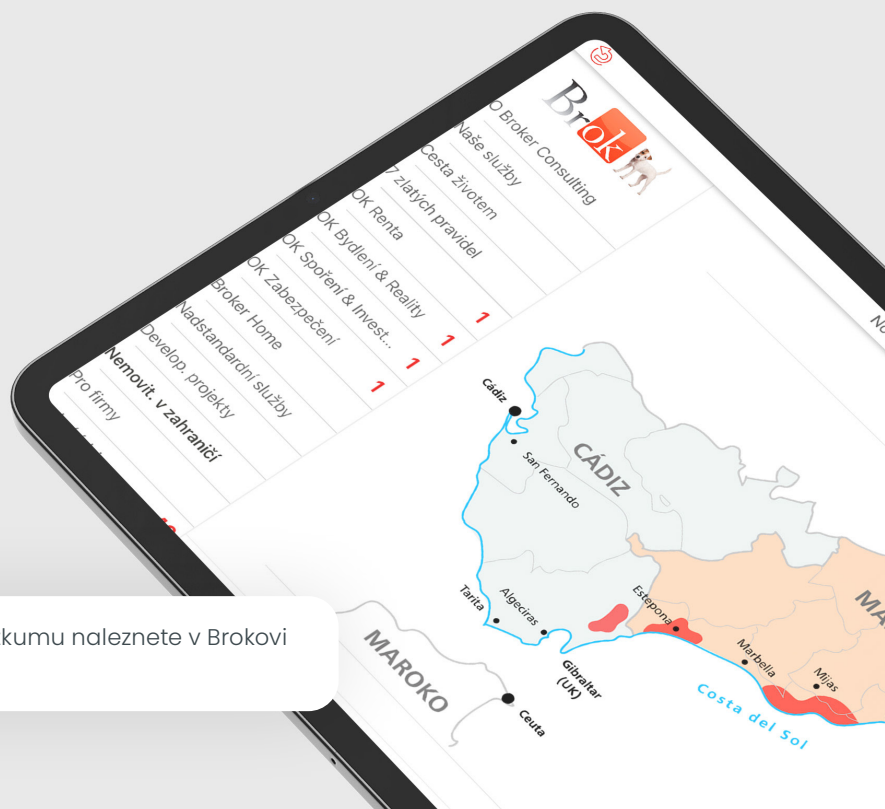 Brok
O Broker Consulting
Naše služby
Cesta životem
7 zlatých pravidel
OK Renta
OK Bydlení & Reality 1
OK Spoření & Invest... 1
OK Zabezpečení 1
Broker Home 1
Nadstandardní služby
Develop. projekty
Nemovit. v zahraničí
Pro firmy
Cádiz
San Fernando
CÁDIZ
Tarita
Algeciras
Estepona
Marbella
Mijas
Gibraltar
(UK)
Costa del Sol
MAROKO
Ceuta
naleznete v Brokovi